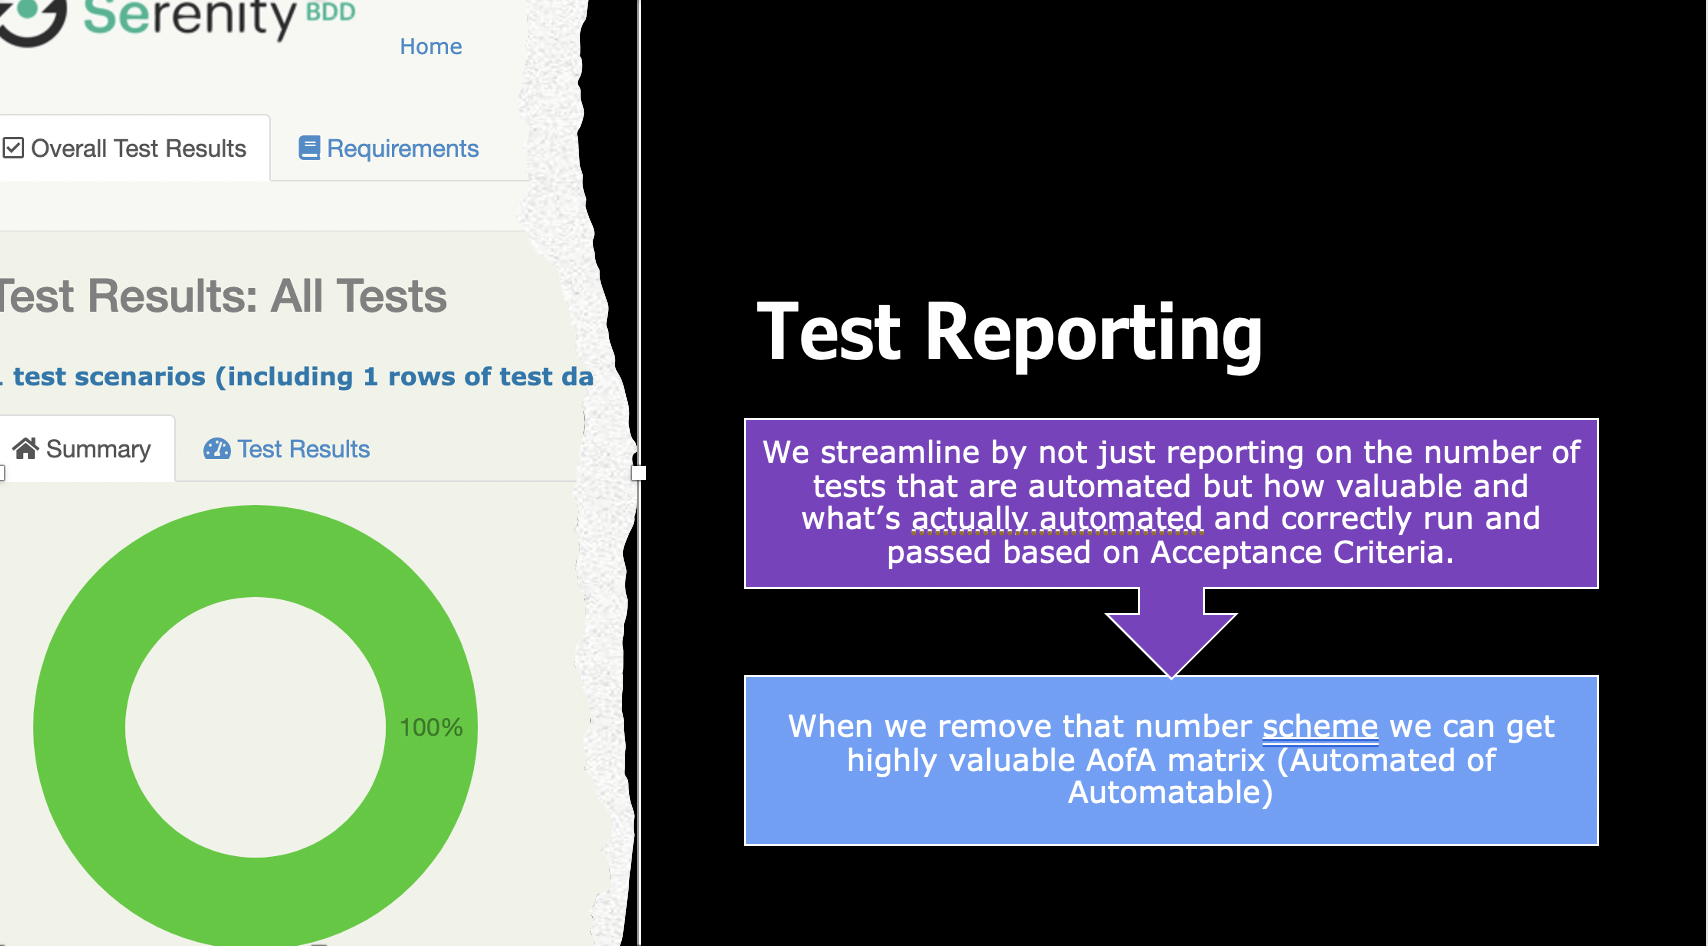 Serenity BDD
Home
Overall Test Results
Requirements
Test Results: All Tests
test scenarios (including 1 rows of test da
Summary
Test Results
100%
Test Reporting
We streamline by not just reporting on the number of
tests that are automated but how valuable and
what’s actually automated and correctly run and
passed based on Acceptance Criteria.
When we remove that number scheme we can get
highly valuable AofA matrix (Automated of
Automatable)